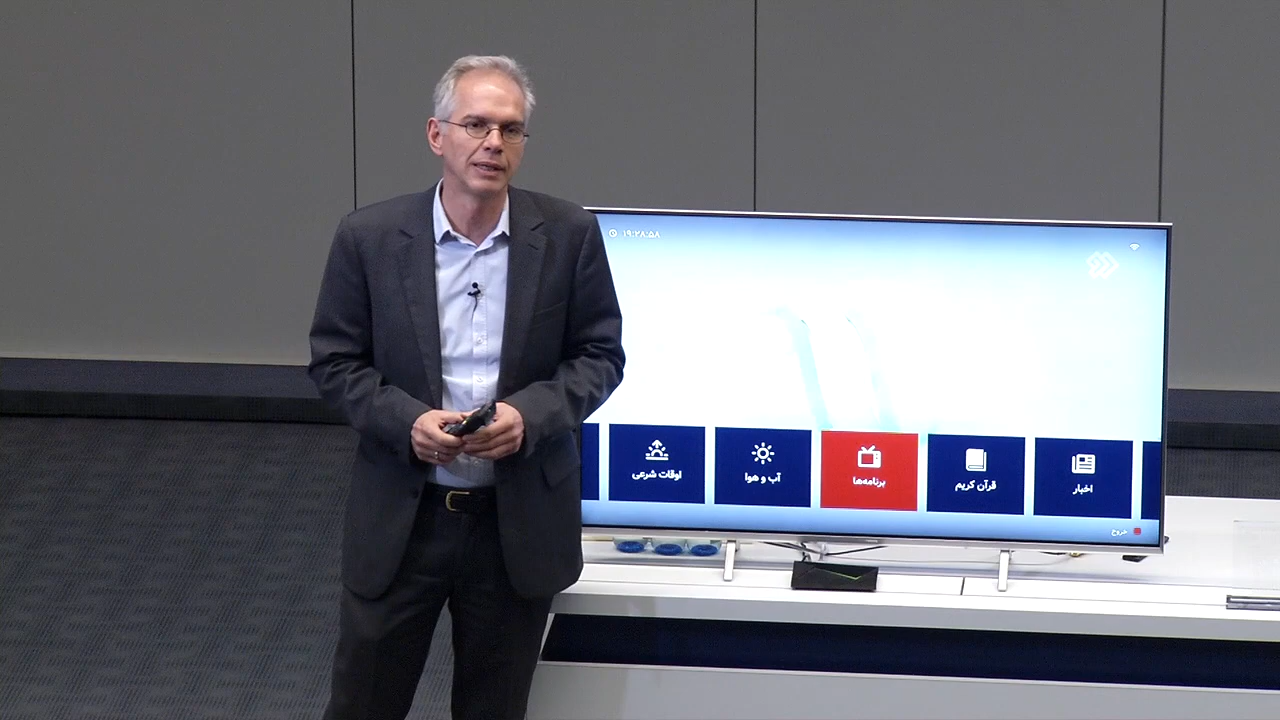 ۱۹:۲۸:۵۸
اخبار
قرآن کریم
برنامه‌ها
آب و هوا
اوقات شرعی
خروج